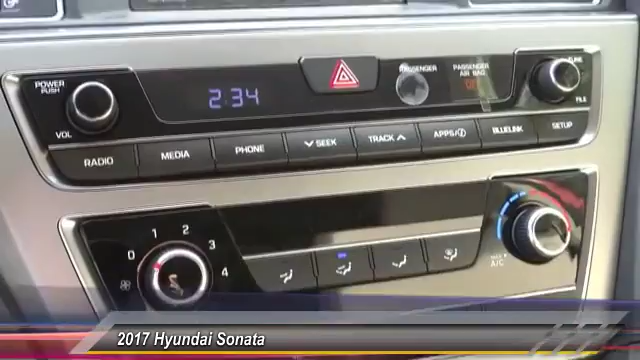 POWER
PUSH
VOL
2:34
PASSENGER
PASSENGER
AIR BAG
TUNE
FILE
RADIO
MEDIA
PHONE
SEEK
TRACK
APPS/
BLUELINK
SETUP
0 1 2 3 4
A/C
2017 Hyundai Sonata